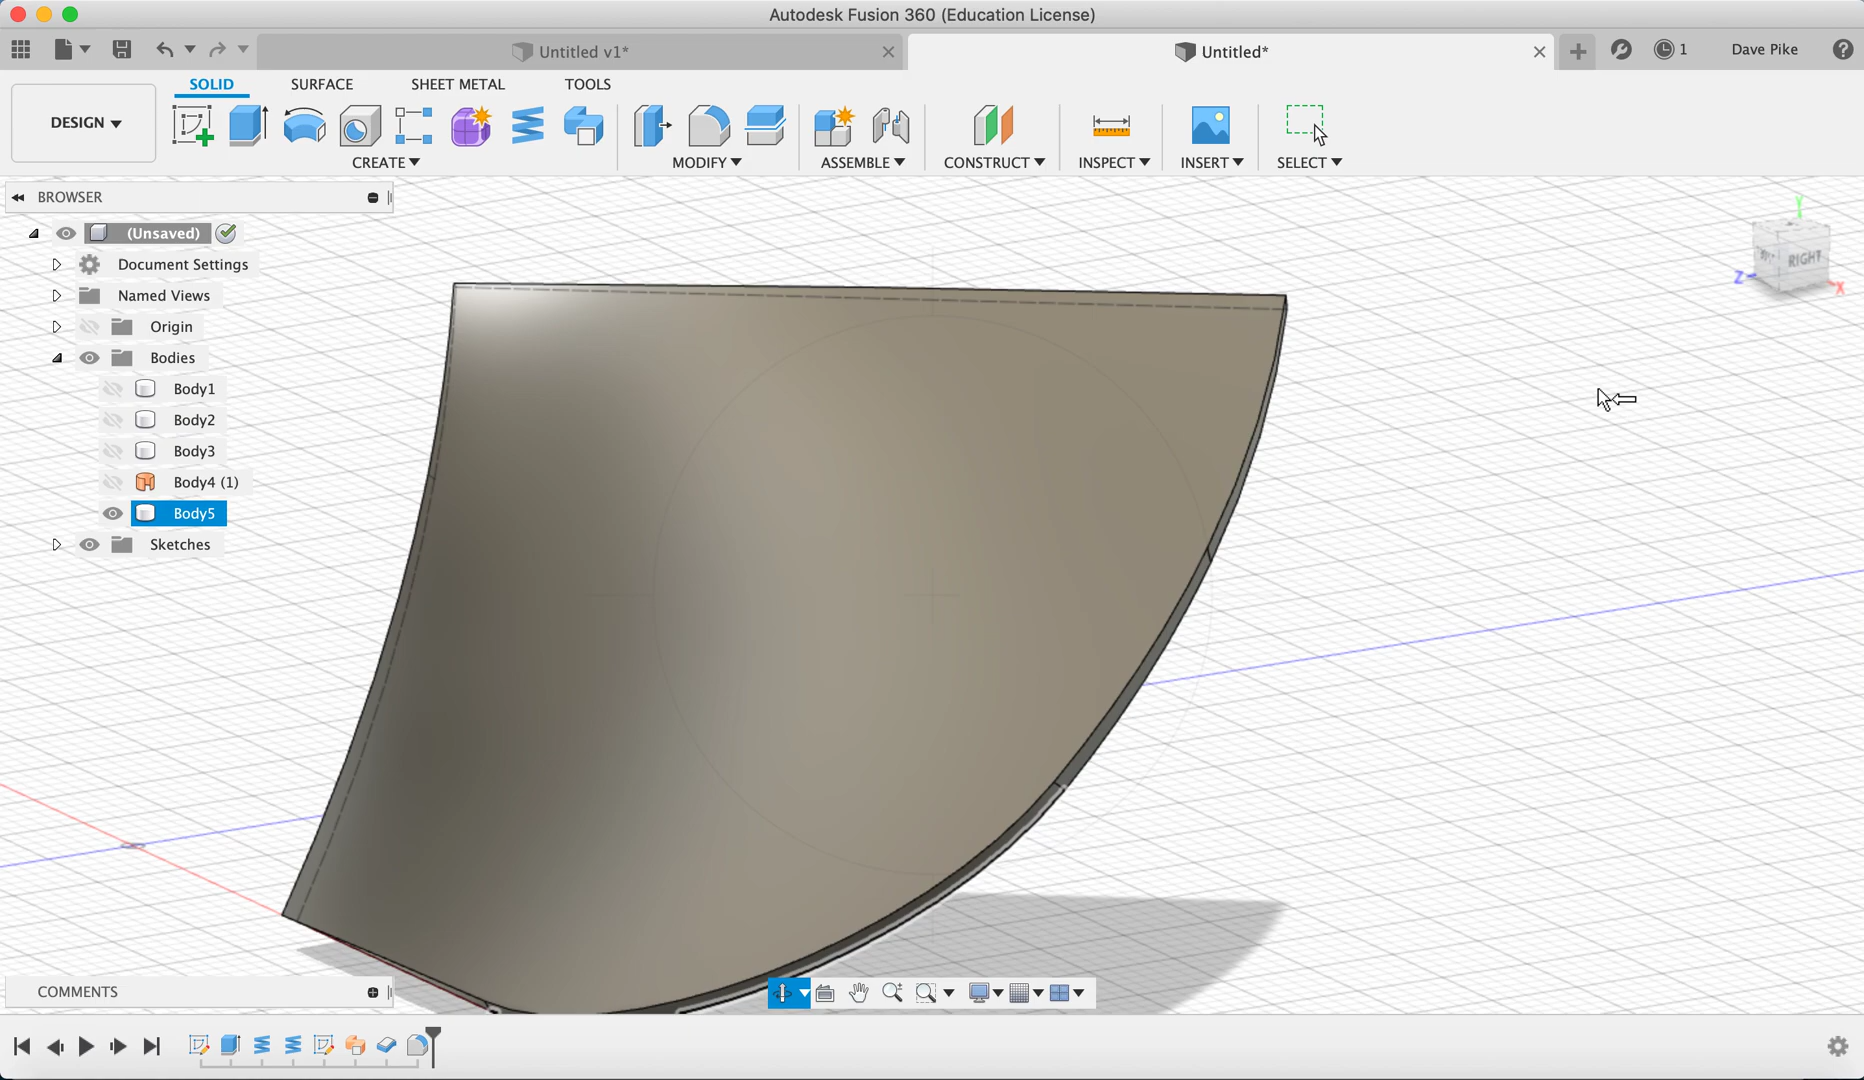 Autodesk Fusion 360 (Education License)
Untitled v1*
Untitled*
1
Dave Pike
SOLID
SURFACE
SHEET METAL
TOOLS
DESIGN
CREATE
MODIFY
ASSEMBLE
CONSTRUCT
INSPECT
INSERT
SELECT
BROWSER
(Unsaved)
Document Settings
Named Views
Origin
Bodies
Body1
Body2
Body3
Body4 (1)
Body5
Sketches
Y
RIGHT
Z
X
COMMENTS